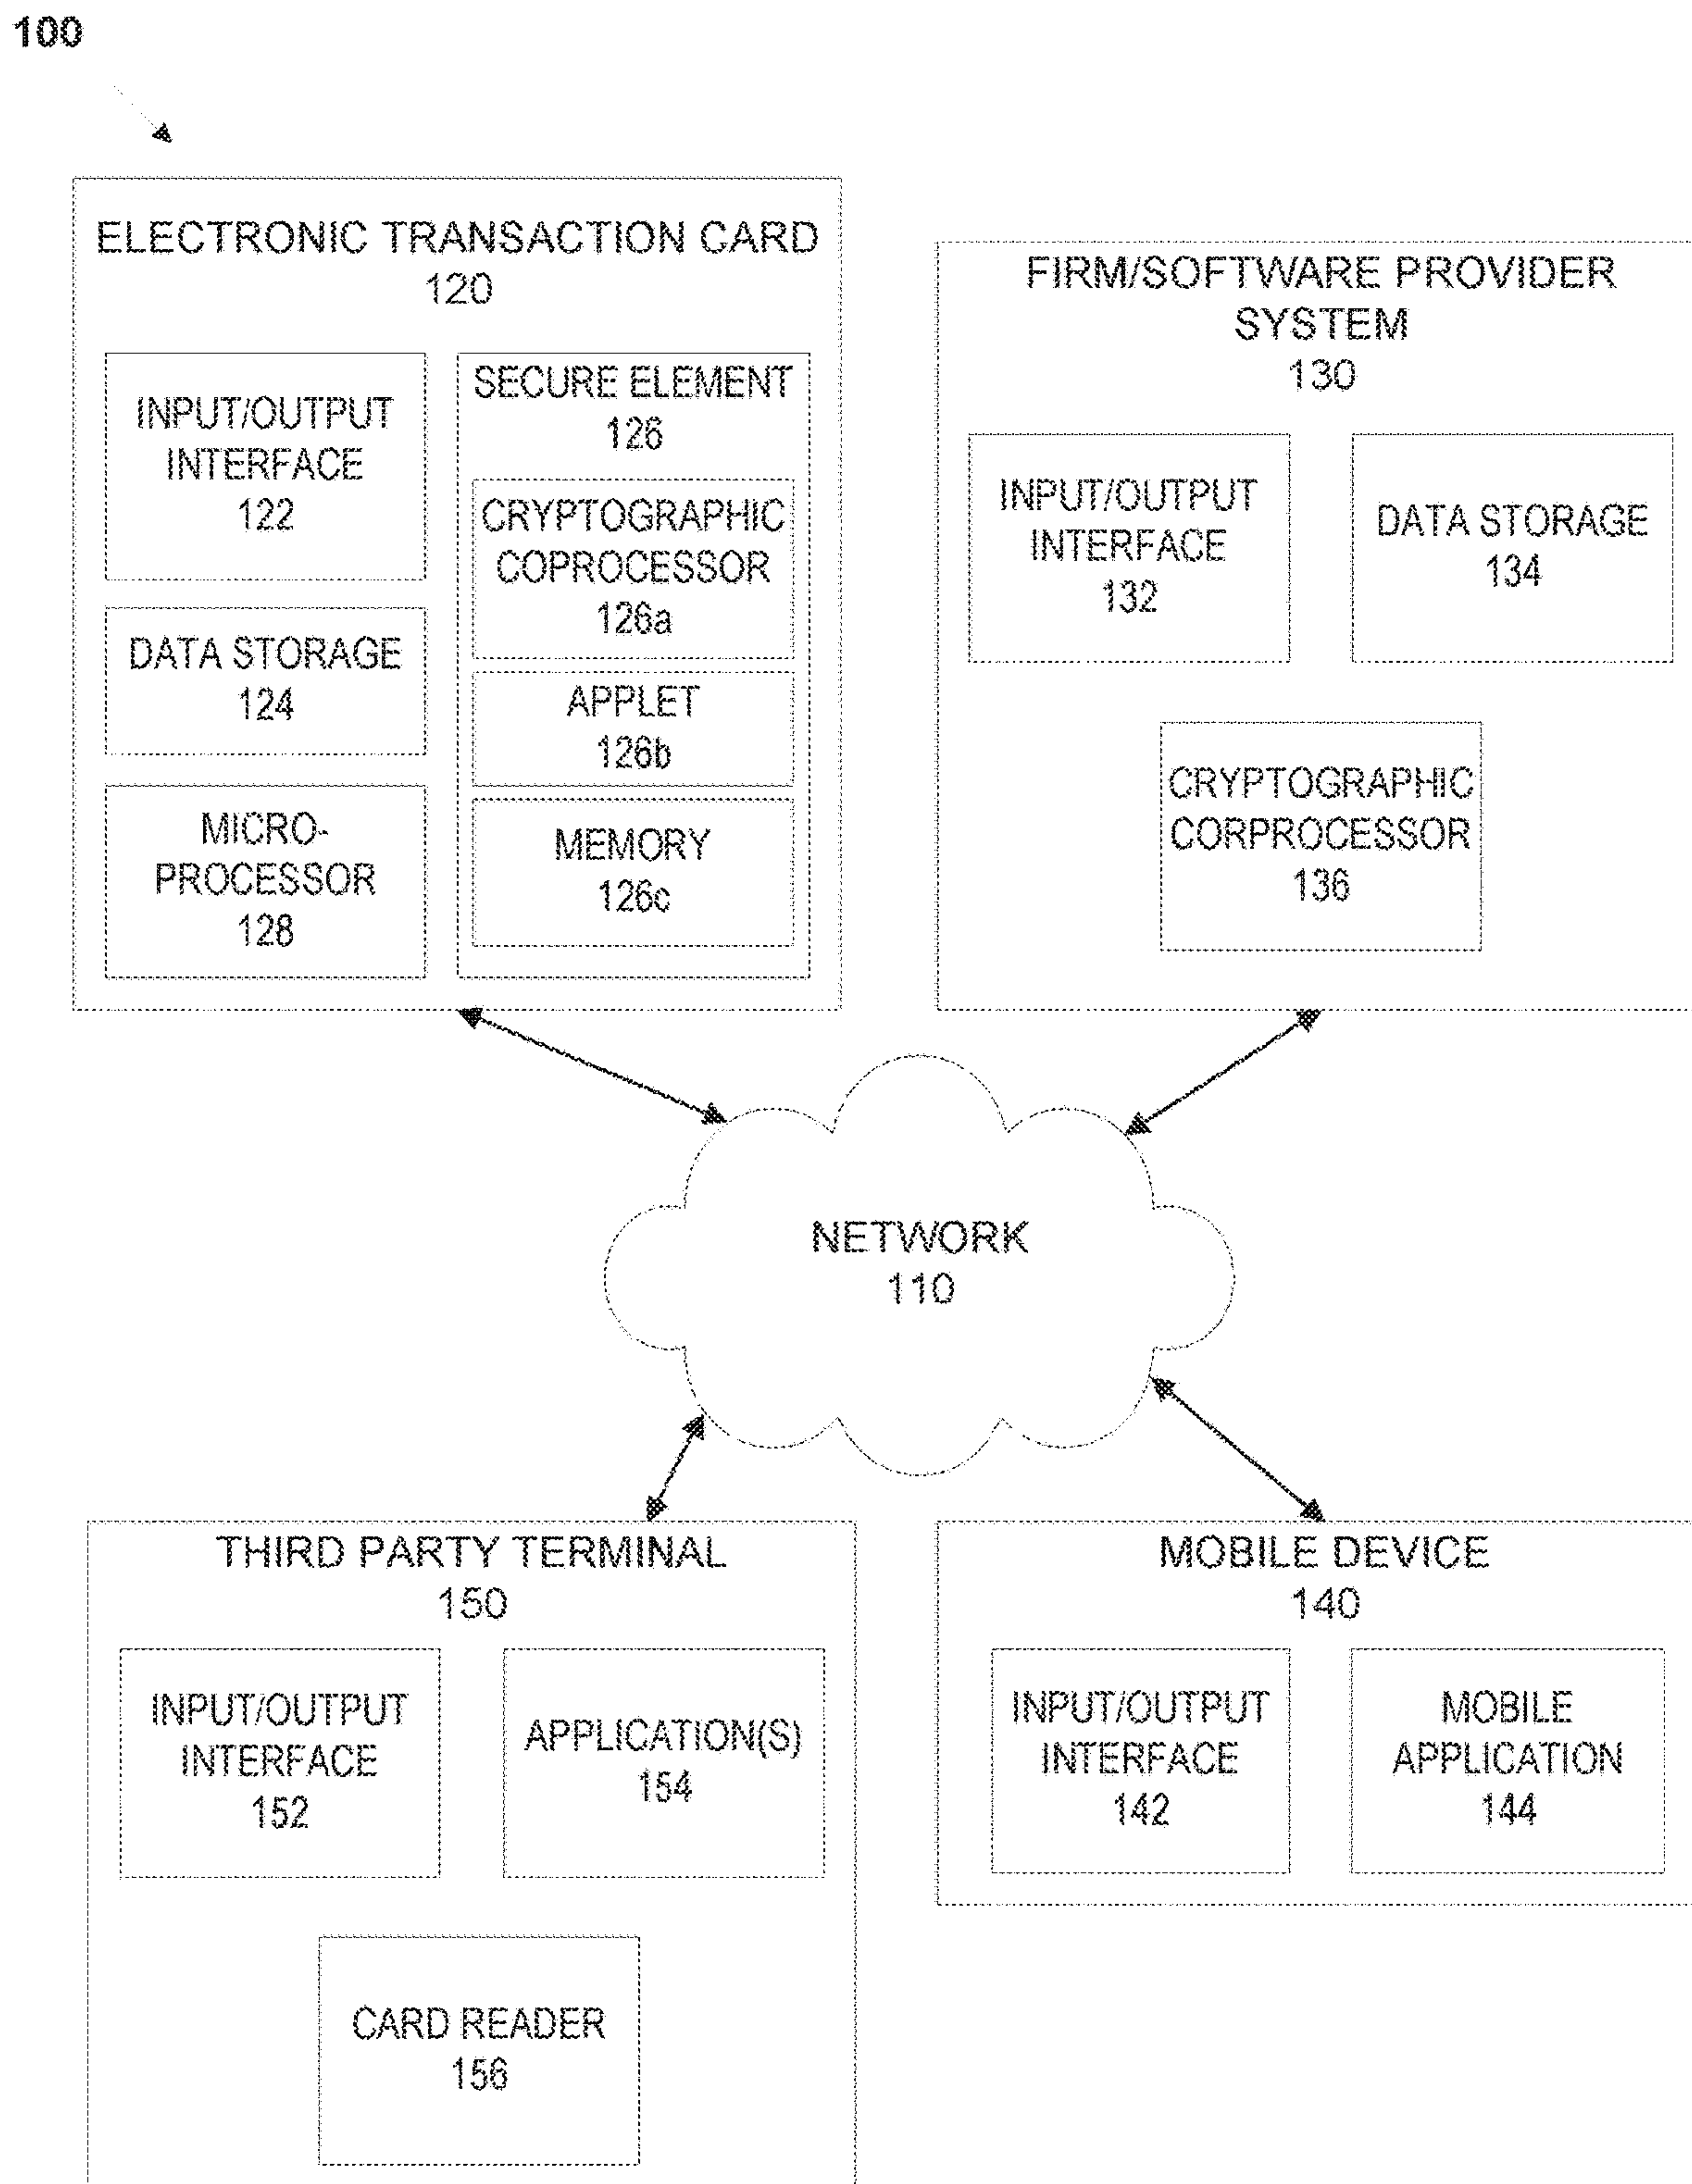 100
ELECTRONIC TRANSACTION CARD
120
INPUT/OUTPUT
INTERFACE
122
DATA STORAGE
124
MICRO-
PROCESSOR
128
SECURE ELEMENT
126
CRYPTOGRAPHIC
COPROCESSOR
126a
APPLET
126b
MEMORY
126c
FIRM/SOFTWARE PROVIDER
SYSTEM
130
INPUT/OUTPUT
INTERFACE
132
DATA STORAGE
134
CRYPTOGRAPHIC
CORPROCESSOR
136
NETWORK
110
THIRD PARTY TERMINAL
150
INPUT/OUTPUT
INTERFACE
152
APPLICATION(S)
154
CARD READER
156
MOBILE DEVICE
140
INPUT/OUTPUT
INTERFACE
142
MOBILE
APPLICATION
144